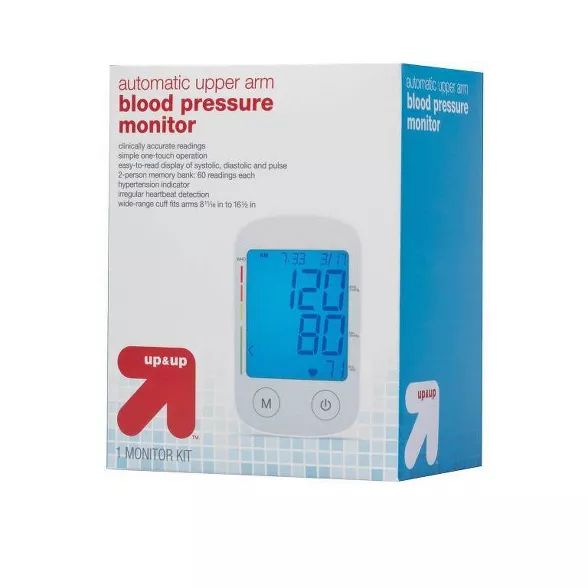 automatic upper arm
blood pressure
monitor
clinically accurate readings
simple one-touch operation
easy-to-read display of systolic, diastolic and pulse
2-person memory bank: 60 readings each
hypertension indicator
irregular heartbeat detection
wide-range cuff fits arms 8 11/16 in to 16 1/2 in
WHO
AM 7:33 3/17
120
80
71
M
up&up
TM
1 MONITOR KIT
automatic upper arm
blood pressure
monitor
up&up